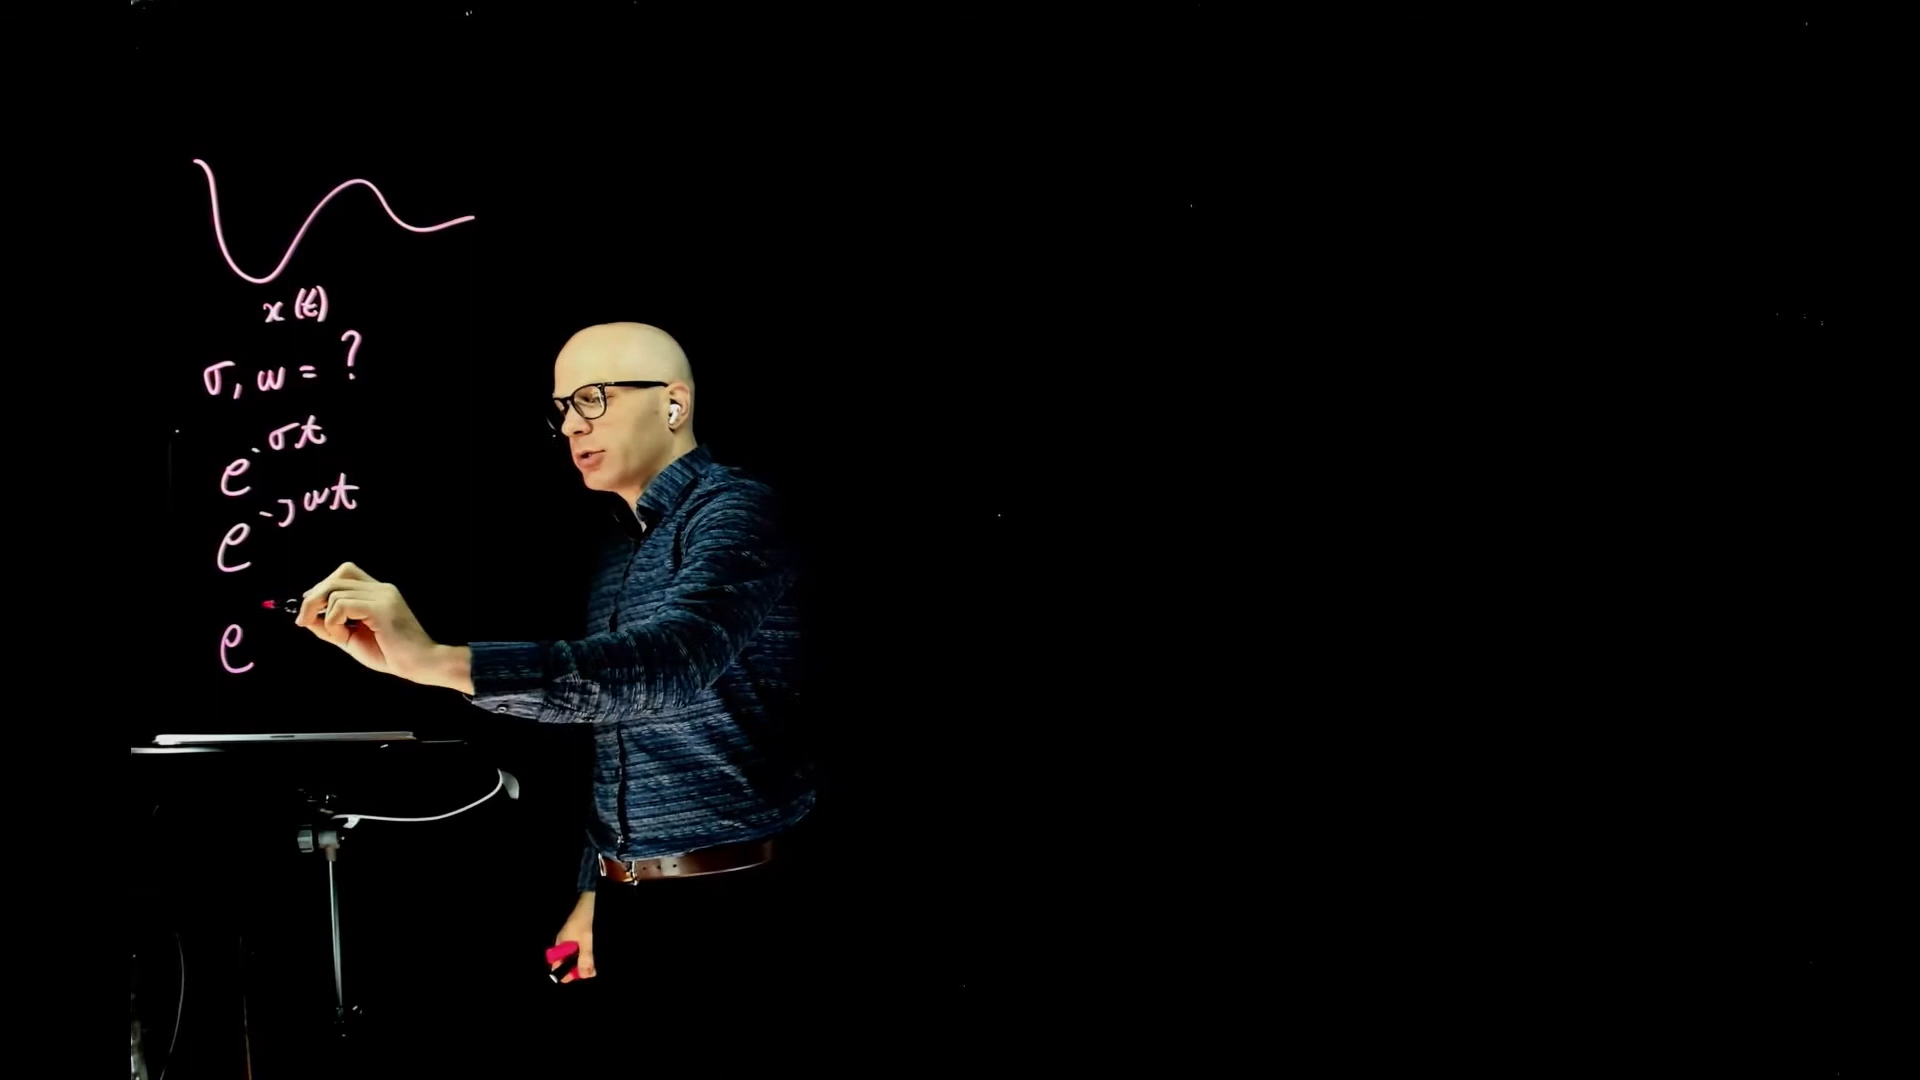 x(t)
σ, ω = ?
e^-σt
e^-jωt
e